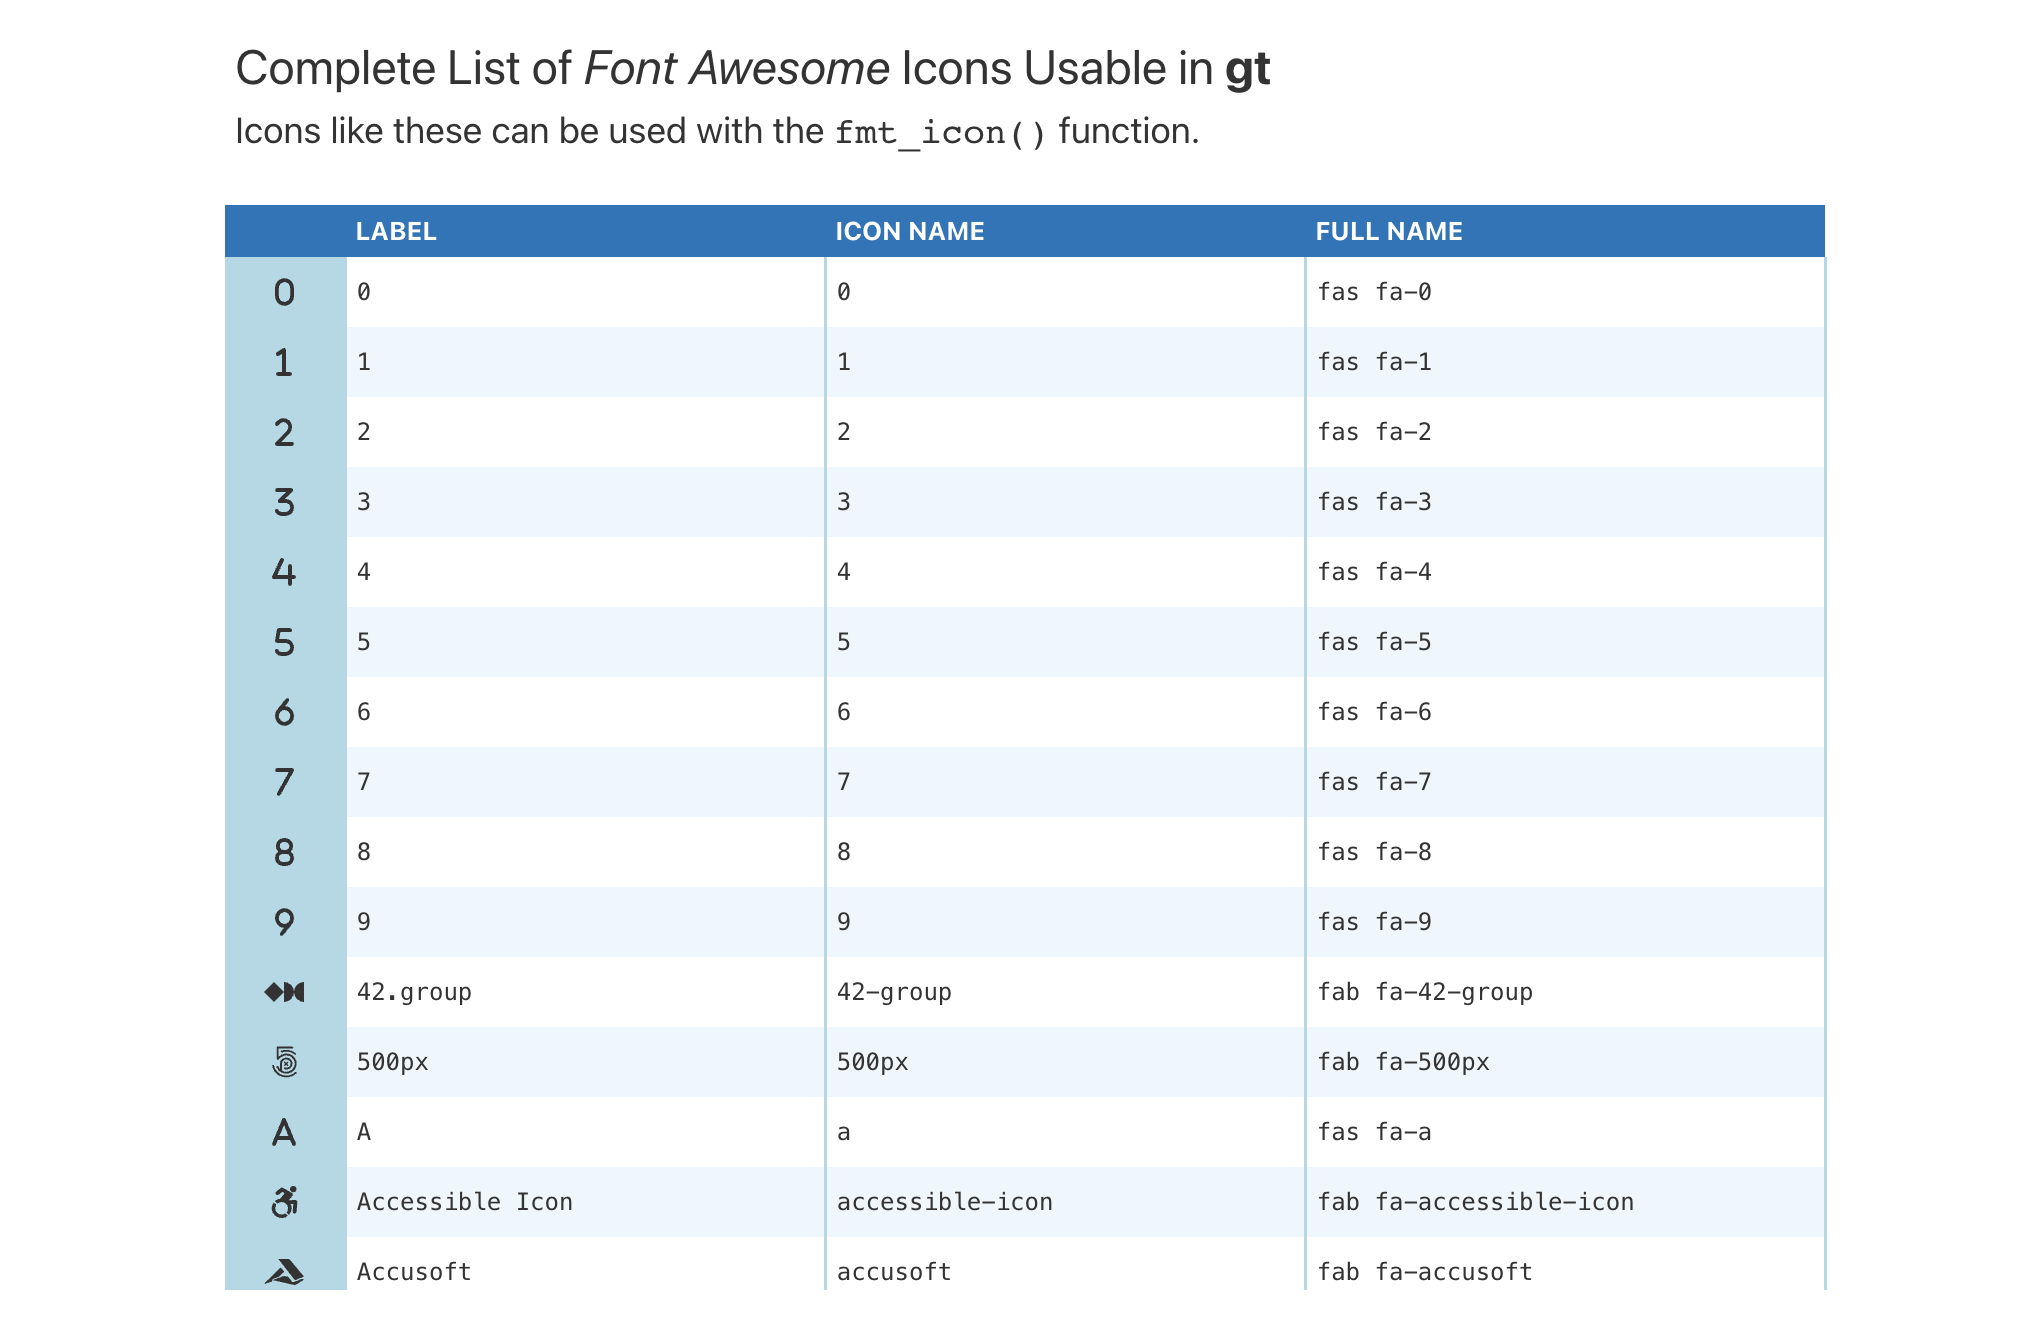 Complete List of Font Awesome Icons Usable in gt
Icons like these can be used with the fmt_icon() function.
LABEL ICON NAME FULL NAME
0 0 0 fas fa-0
1 1 1 fas fa-1
2 2 2 fas fa-2
3 3 3 fas fa-3
4 4 4 fas fa-4
5 5 5 fas fa-5
6 6 6 fas fa-6
7 7 7 fas fa-7
8 8 8 fas fa-8
9 9 9 fas fa-9
42.group 42-group fab fa-42-group
5 500px 500px fab fa-500px
A A a fas fa-a
Accessible Icon accessible-icon fab fa-accessible-icon
Accusoft accusoft fab fa-accusoft